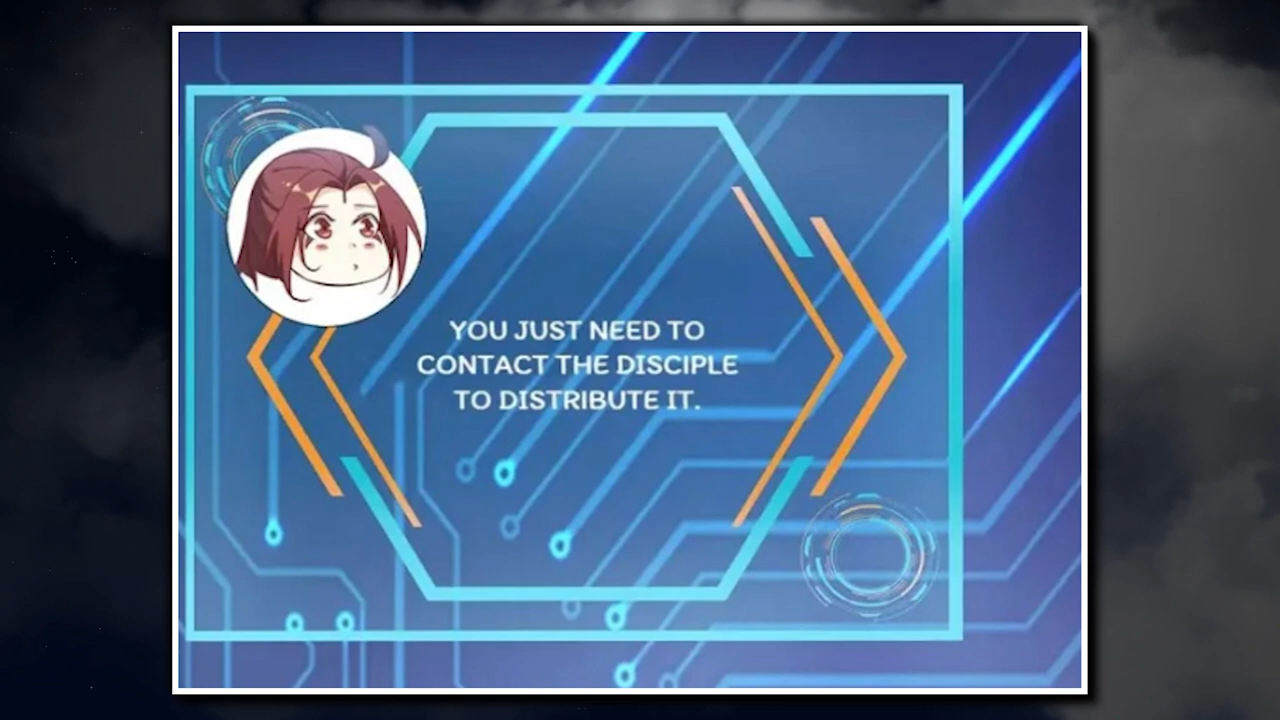 YOU JUST NEED TO
CONTACT THE DISCIPLE
TO DISTRIBUTE IT.